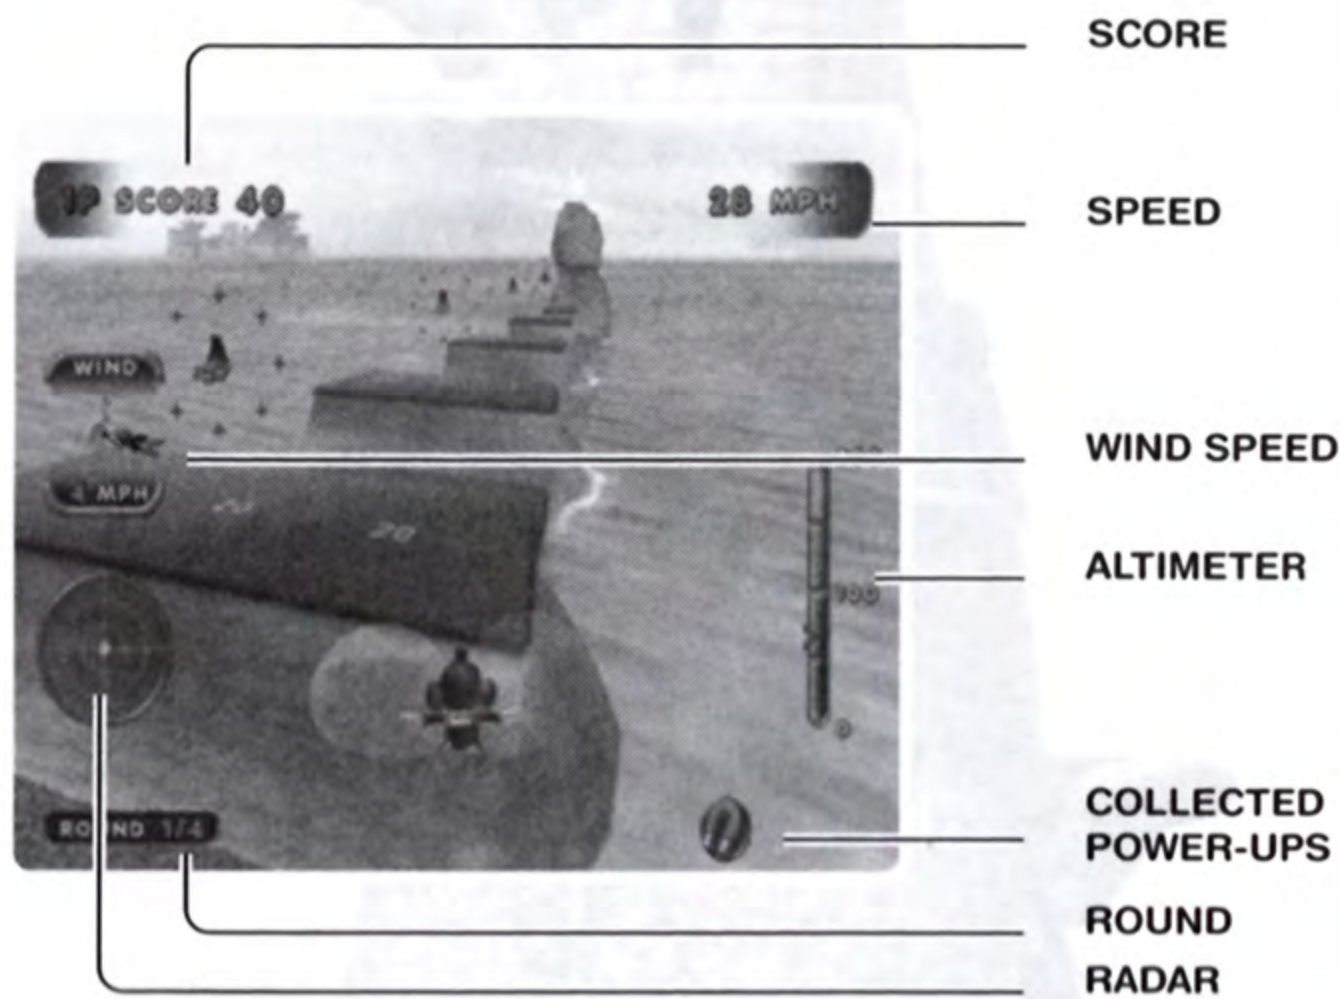 SCORE
1P SCORE 40
28 MPH
SPEED
WIND
WIND SPEED
4 MPH
20
ALTIMETER
100
0
COLLECTED
POWER-UPS
ROUND 1/4
ROUND
RADAR